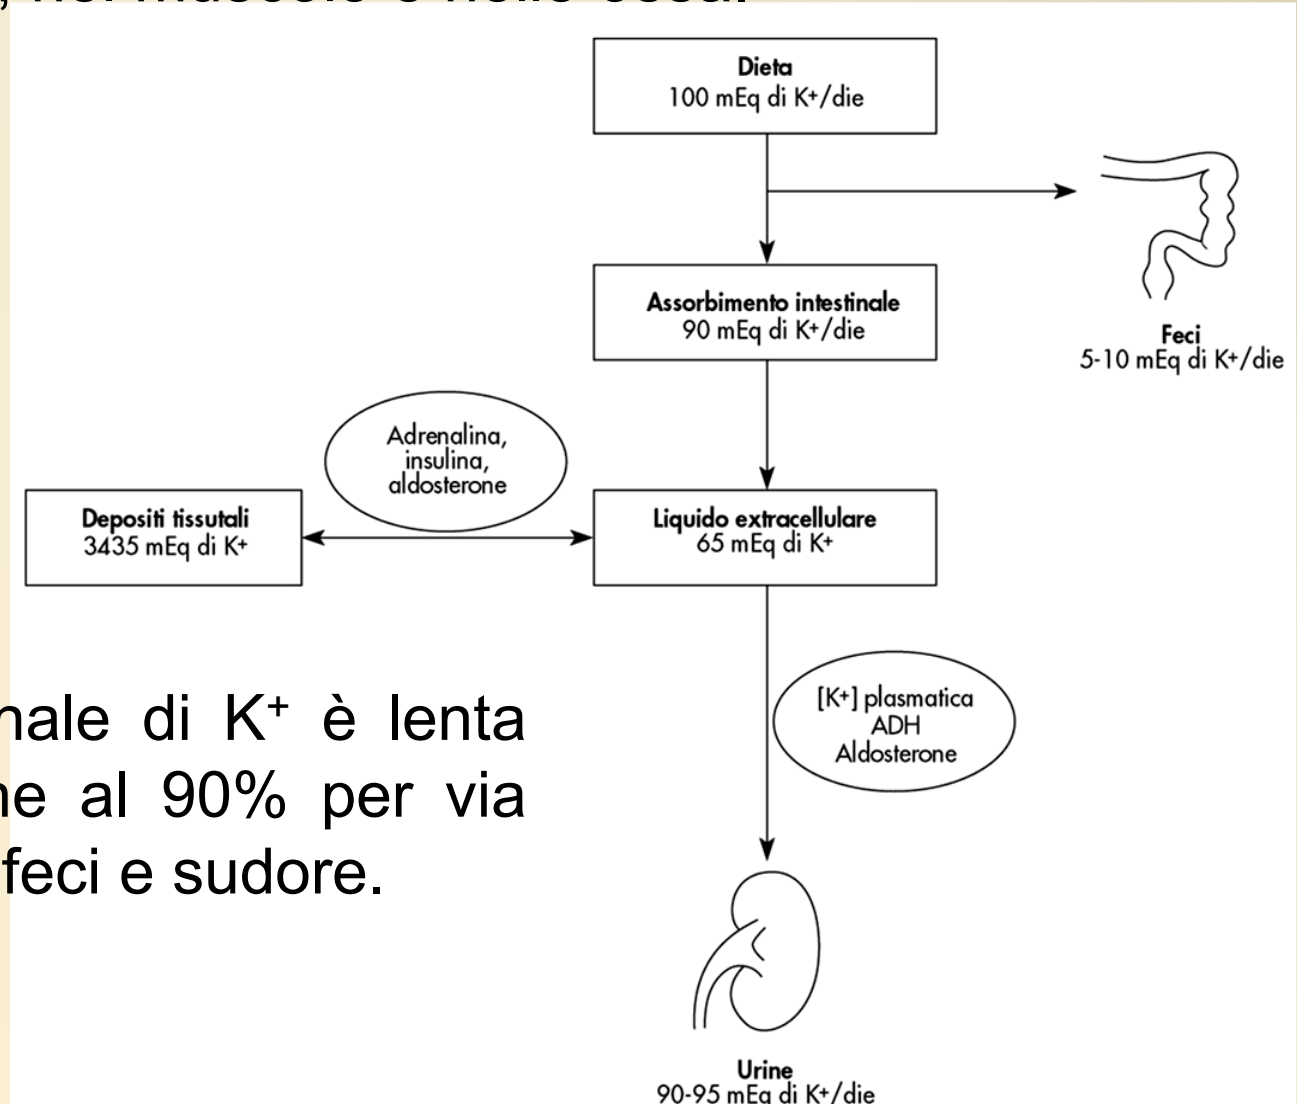 Dieta
100 mEq di K⁺/die
Assorbimento intestinale
90 mEq di K⁺/die
Feci
5-10 mEq di K⁺/die
Adrenalina,
insulina,
aldosterone
Depositi tissutali
3435 mEq di K⁺
Liquido extracellulare
65 mEq di K⁺
[K⁺] plasmatica
ADH
Aldosterone
di K⁺ è lenta
al 90% per via
feci e sudore.
Urine
90-95 mEq di K⁺/die